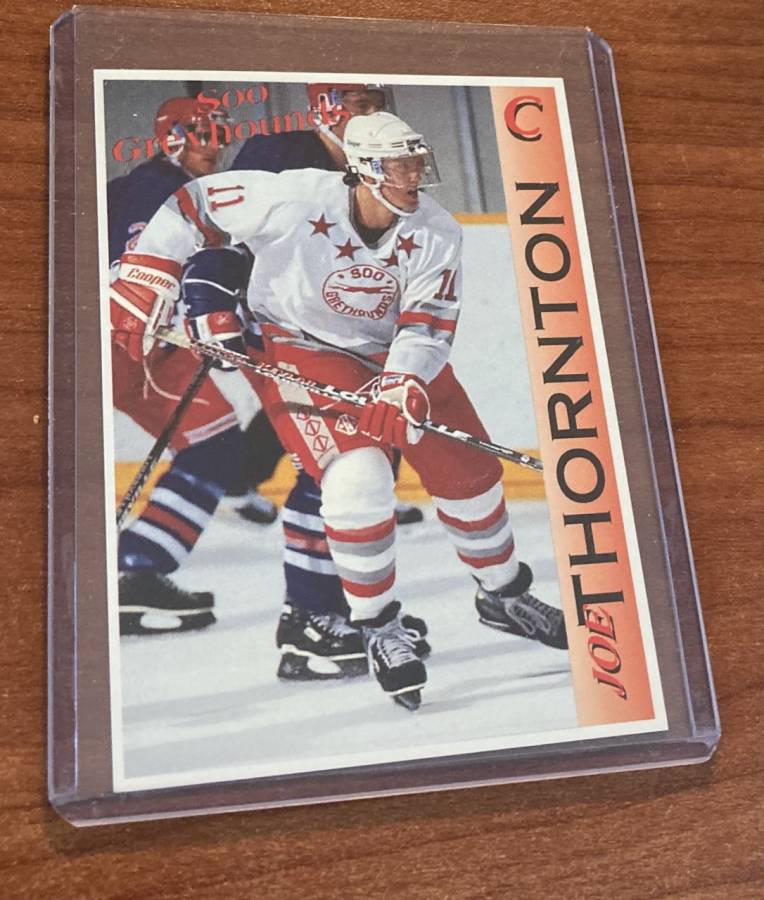 Soo
Greyhounds
C
JOE THORNTON
11
11
Cooper
SOO
GREYHOUNDS